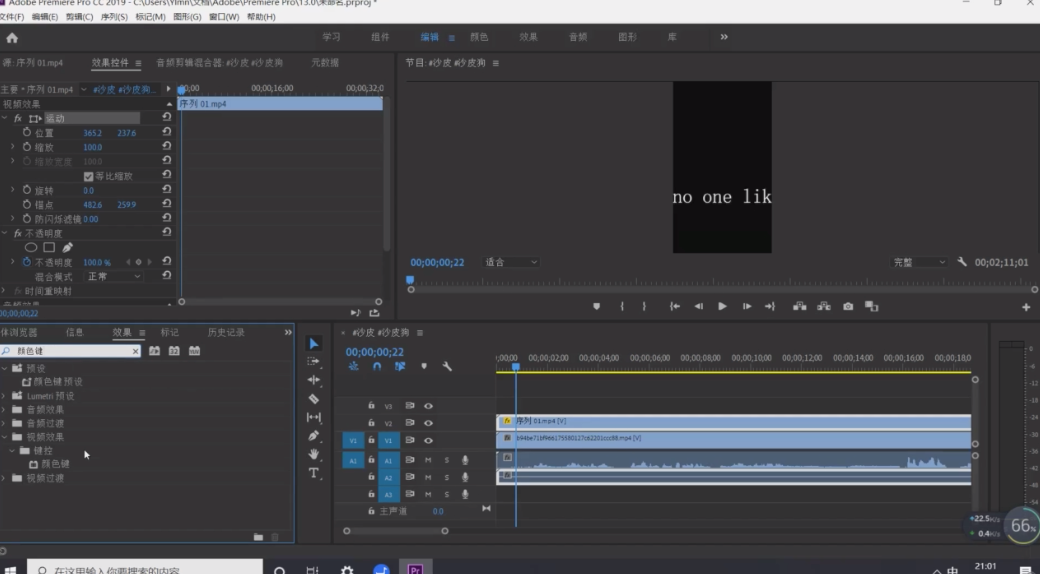 Adobe Premiere Pro CC 2019 - C:\Users\Ylmn\文档\Adobe\Premiere Pro\13.0\未命名.prproj *
文件(F) 编辑(E) 剪辑(C) 序列(S) 标记(M) 图形(G) 窗口(W) 帮助(H)
学习 组件 编辑 颜色 效果 音频 图形 库
源: 序列 01.mp4 效果控件 音频剪辑混合器: #沙皮 #沙皮狗 元数据
节目: #沙皮 #沙皮狗
主要 * 序列 01.mp4 #沙皮 #沙皮狗... ;00;00 00;00;16;00 00;00;32;0
视频效果 序列 01.mp4
fx 运动
位置 365.2 237.6
缩放 100.0
缩放宽度 100.0
等比缩放
旋转 0.0
锚点 482.6 259.9
防闪烁滤镜 0.00
fx 不透明度
不透明度 100.0 %
混合模式 正常
fx 时间重映射
音频效果
00;00;00;22
no one lik
00;00;00;22 适合 完整 00;02;11;01
体浏览器 信息 效果 标记 历史记录
颜色键
预设
颜色键 预设
Lumetri 预设
音频效果
音频过渡
视频效果
键控
颜色键
视频过渡
#沙皮 #沙皮狗
00;00;00;22
;00;00 00;00;02;00 00;00;04;00 00;00;06;00 00;00;08;00 00;00;10;00 00;00;12;00 00;00;14;00 00;00;16;00 00;00;18;0
V3
V2 fx 序列 01.mp4 [V]
V1 V1
A1 A1 M S
A2 M S
A3 M S
主声道 0.0
0
22.5K/s
0.4K/s
66%
在这里输入你要搜索的内容
Pr
中
21:01